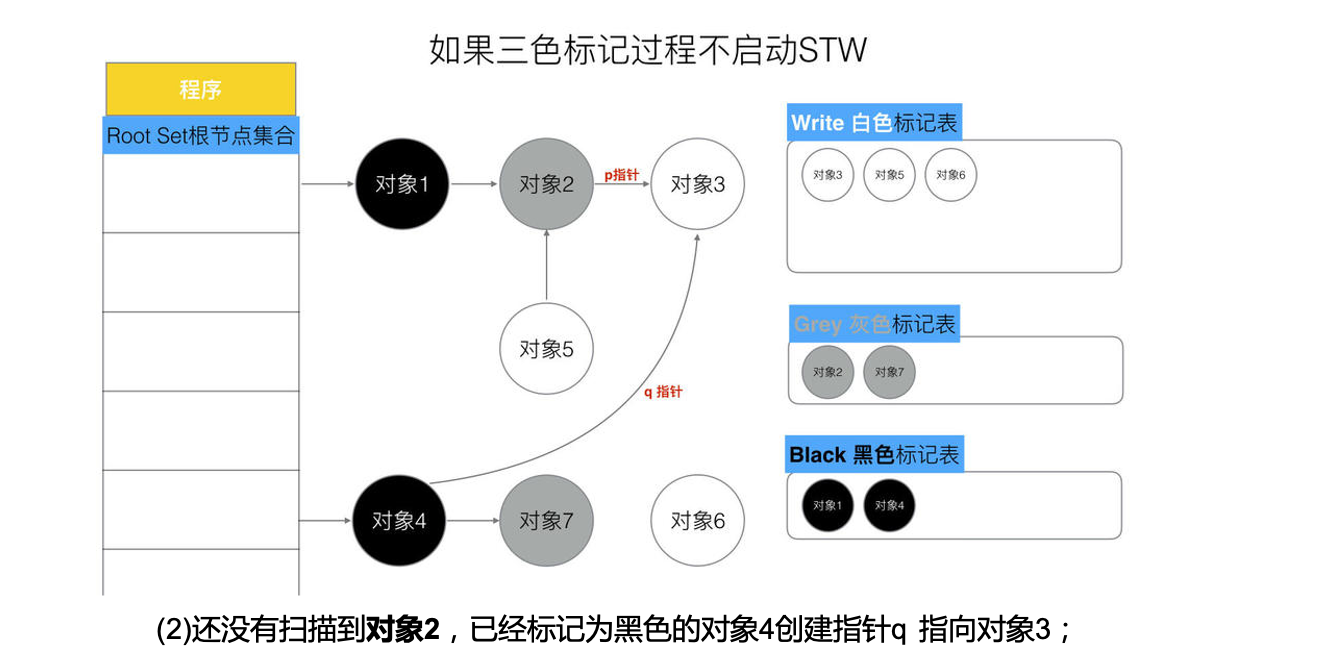 如果三色标记过程不启动STW
程序
Root Set根节点集合
对象1
对象2
p指针
对象3
对象5
q 指针
对象4
对象7
对象6
Write 白色标记表
对象3
对象5
对象6
Grey 灰色标记表
对象2
对象7
Black 黑色标记表
对象1
对象4
(2)还没有扫描到对象2，已经标记为黑色的对象4创建指针q 指向对象3；